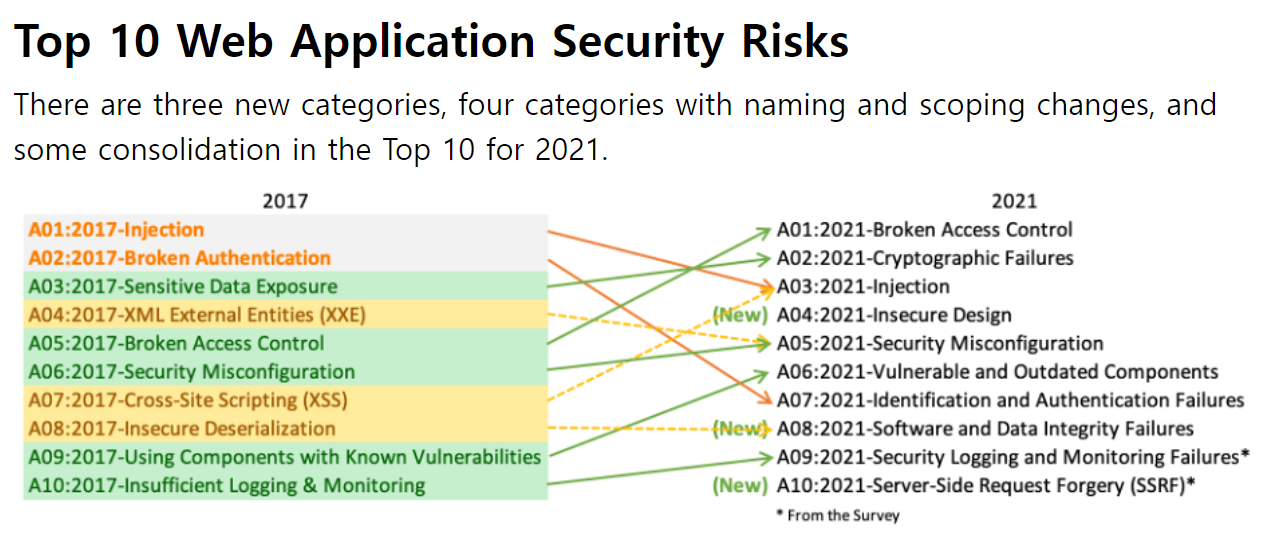 Top 10 Web Application Security Risks
There are three new categories, four categories with naming and scoping changes, and
some consolidation in the Top 10 for 2021.
2017
A01:2017-Injection
A02:2017-Broken Authentication
A03:2017-Sensitive Data Exposure
A04:2017-XML External Entities (XXE)
A05:2017-Broken Access Control
A06:2017-Security Misconfiguration
A07:2017-Cross-Site Scripting (XSS)
A08:2017-Insecure Deserialization
A09:2017-Using Components with Known Vulnerabilities
A10:2017-Insufficient Logging & Monitoring
2021
A01:2021-Broken Access Control
A02:2021-Cryptographic Failures
A03:2021-Injection
(New) A04:2021-Insecure Design
A05:2021-Security Misconfiguration
A06:2021-Vulnerable and Outdated Components
A07:2021-Identification and Authentication Failures
(New) A08:2021-Software and Data Integrity Failures
A09:2021-Security Logging and Monitoring Failures*
(New) A10:2021-Server-Side Request Forgery (SSRF)*
* From the Survey